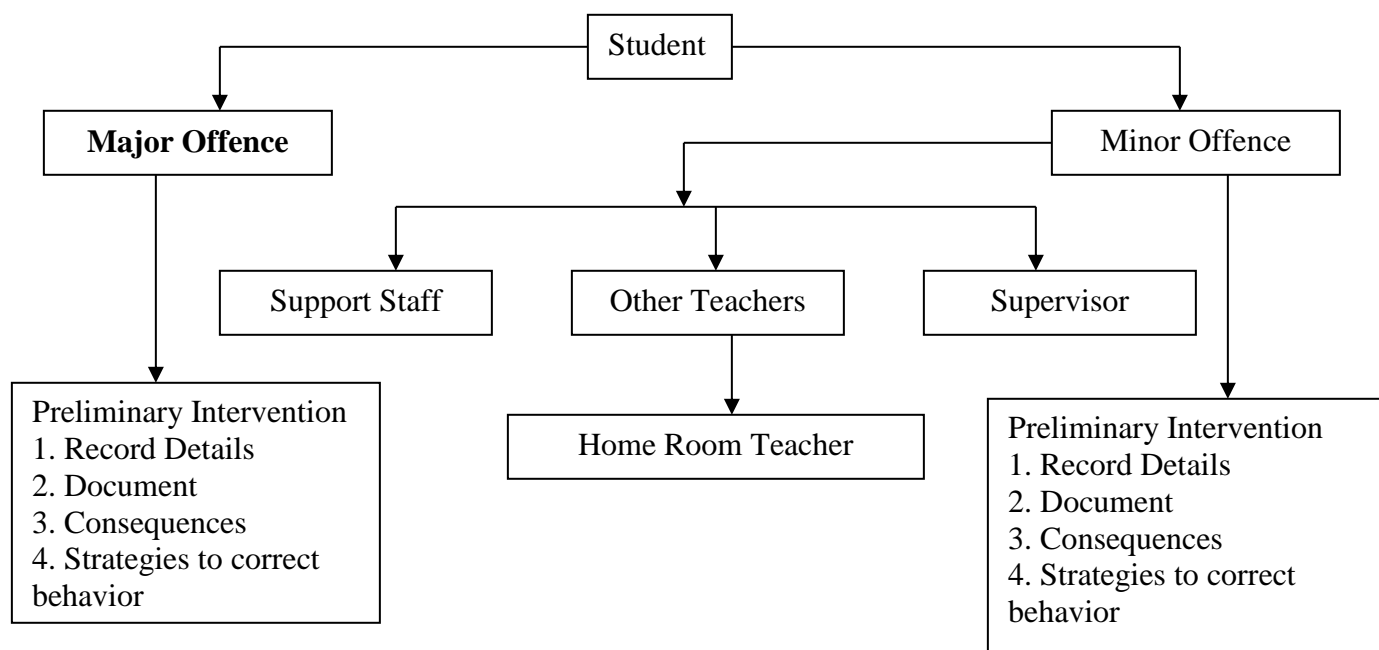 Student
Major Offence
Minor Offence
Support Staff
Other Teachers
Supervisor
Preliminary Intervention
1. Record Details
2. Document
3. Consequences
4. Strategies to correct
behavior
Home Room Teacher
Preliminary Intervention
1. Record Details
2. Document
3. Consequences
4. Strategies to correct
behavior